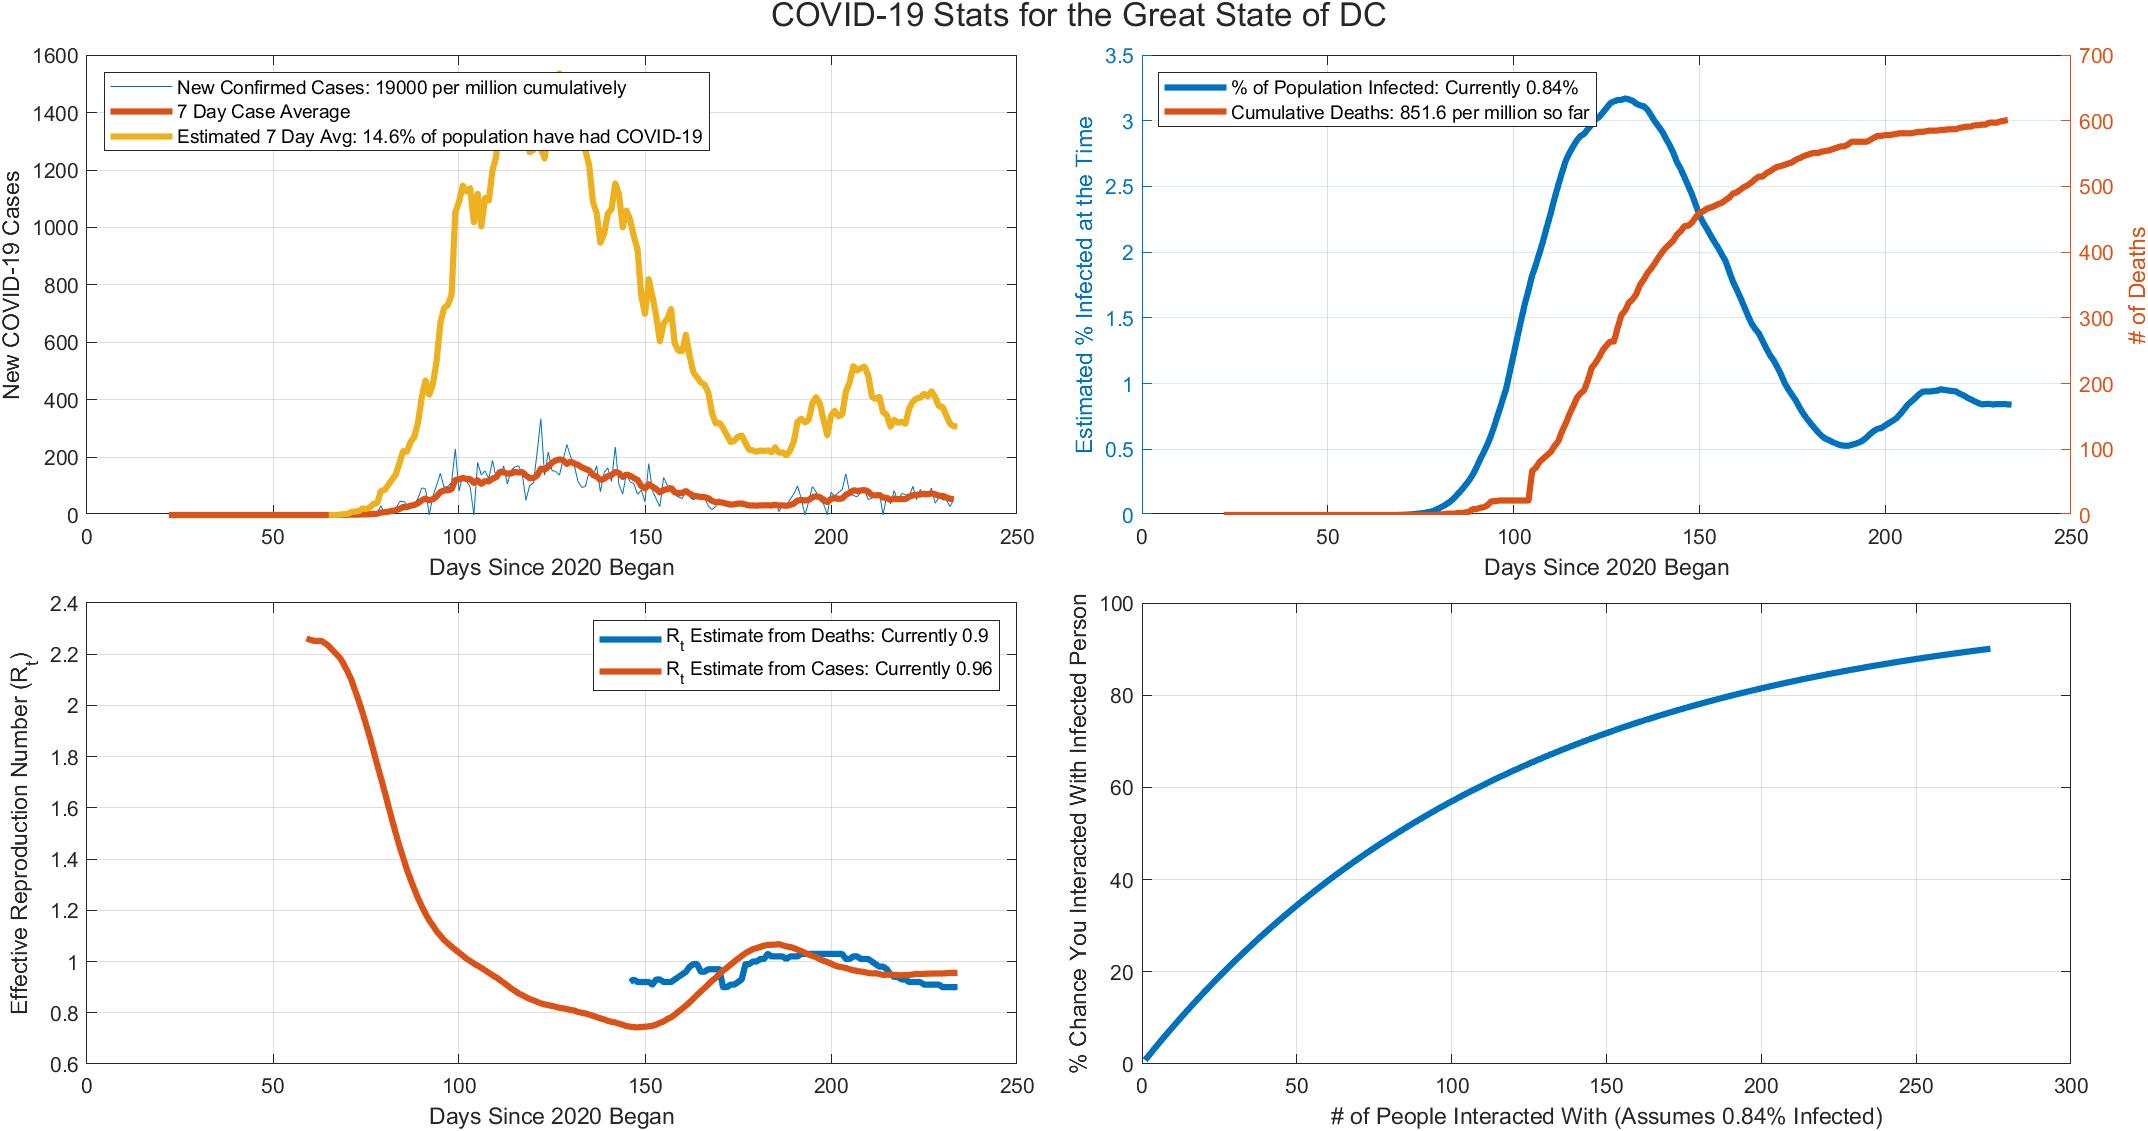 COVID-19 Stats for the Great State of DC
New COVID-19 Cases
1600
1400
1200
1000
800
600
400
200
0
New Confirmed Cases: 19000 per million cumulatively
7 Day Case Average
Estimated 7 Day Avg: 14.6% of population have had COVID-19
0 50 100 150 200 250
Days Since 2020 Began
Estimated % Infected at the Time
3.5
3
2.5
2
1.5
1
0.5
0
% of Population Infected: Currently 0.84%
Cumulative Deaths: 851.6 per million so far
700
600
500
400
300
200
100
0
# of Deaths
0 50 100 150 200 250
Days Since 2020 Began
Effective Reproduction Number (Rt)
2.4
2.2
2
1.8
1.6
1.4
1.2
1
0.8
0.6
Rt Estimate from Deaths: Currently 0.9
Rt Estimate from Cases: Currently 0.96
0 50 100 150 200 250
Days Since 2020 Began
% Chance You Interacted With Infected Person
100
80
60
40
20
0
0 50 100 150 200 250 300
# of People Interacted With (Assumes 0.84% Infected)